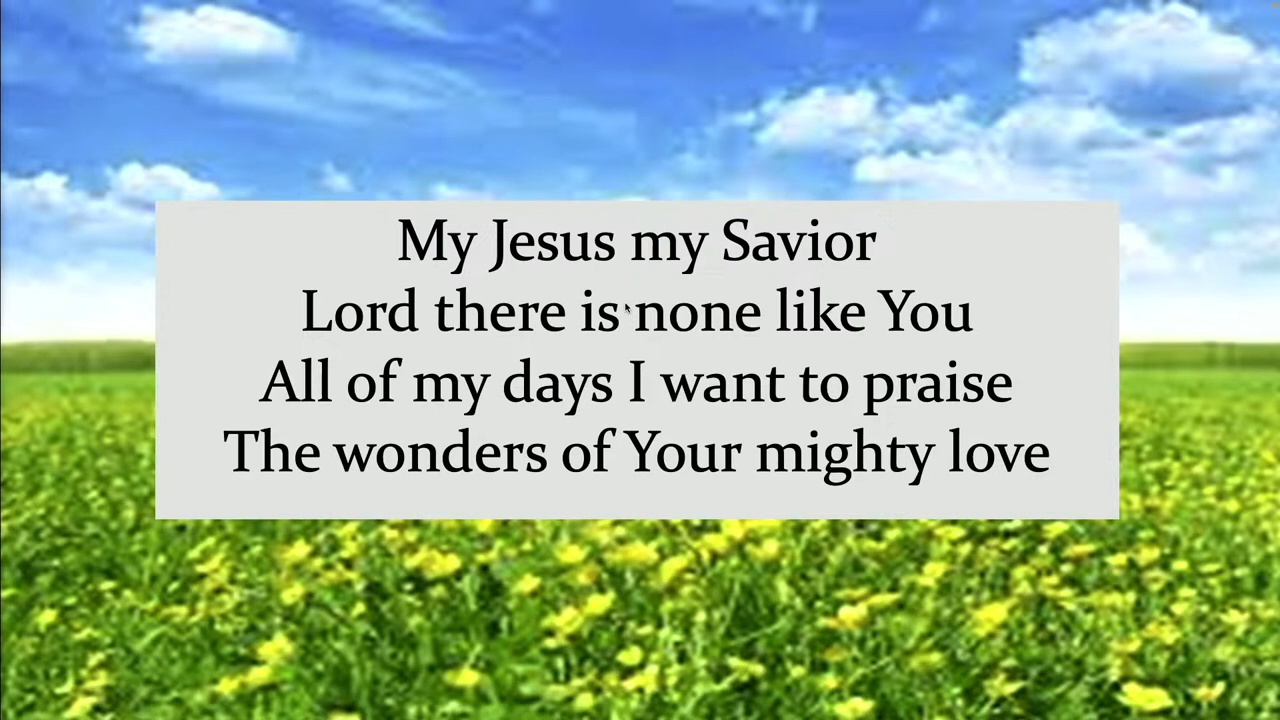 My Jesus my Savior
Lord there is none like You
All of my days I want to praise
The wonders of Your mighty love